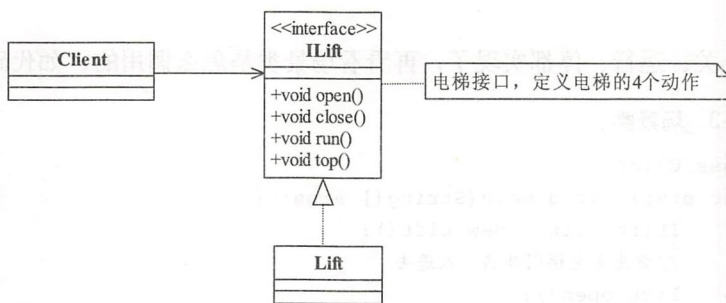 <<interface>>
ILift
Client
+void open()
+void close()
+void run()
+void top()
电梯接口，定义电梯的4个动作
Lift